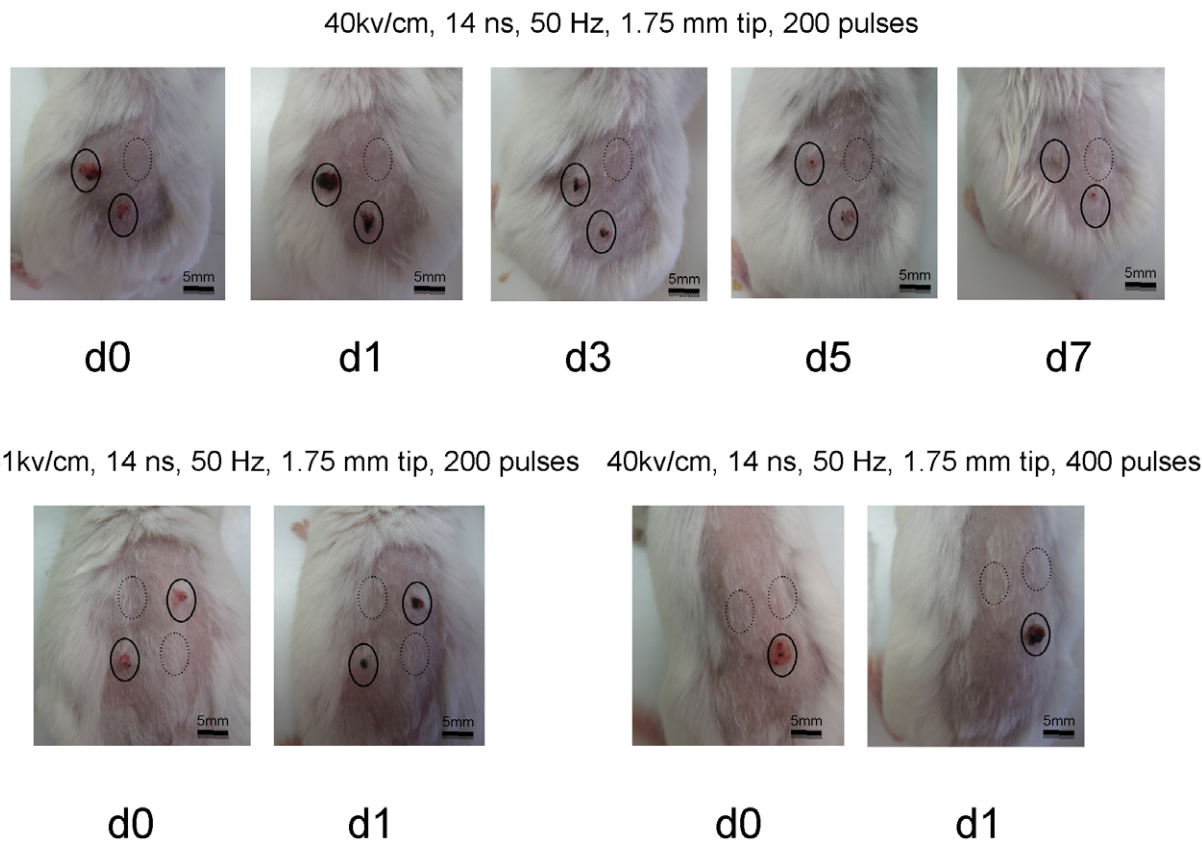 40kv/cm, 14 ns, 50 Hz, 1.75 mm tip, 200 pulses
5mm 5mm 5mm 5mm 5mm
d0 d1 d3 d5 d7
1kv/cm, 14 ns, 50 Hz, 1.75 mm tip, 200 pulses 40kv/cm, 14 ns, 50 Hz, 1.75 mm tip, 400 pulses
5mm 5mm 5mm 5mm
d0 d1 d0 d1